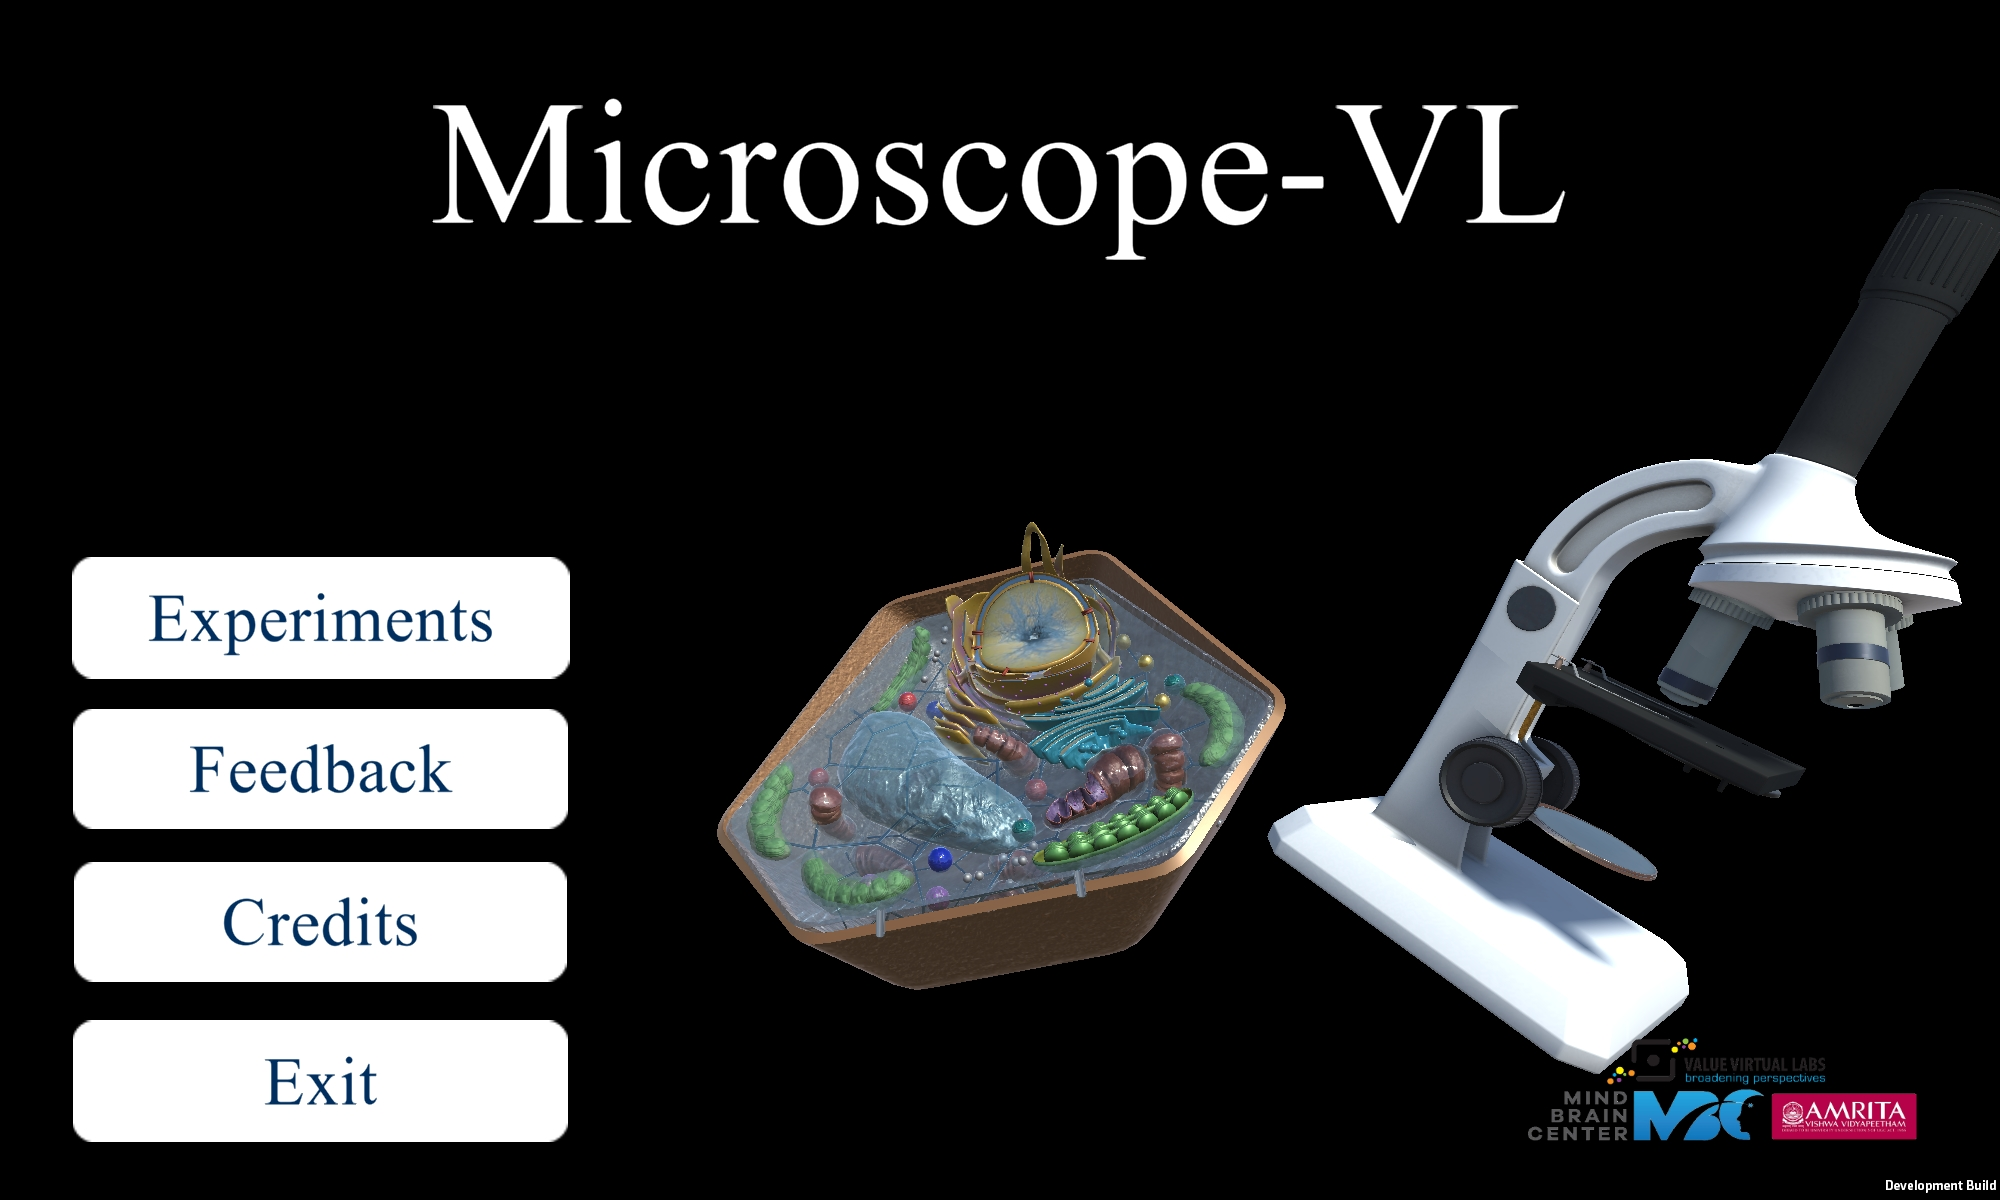 Microscope-VL
Experiments
Feedback
Credits
Exit
VALUE VIRTUAL LABS
broadening perspectives
MIND
BRAIN
CENTER
MBC
AMRITA
VISHWA VIDYAPEETHAM
Development Build